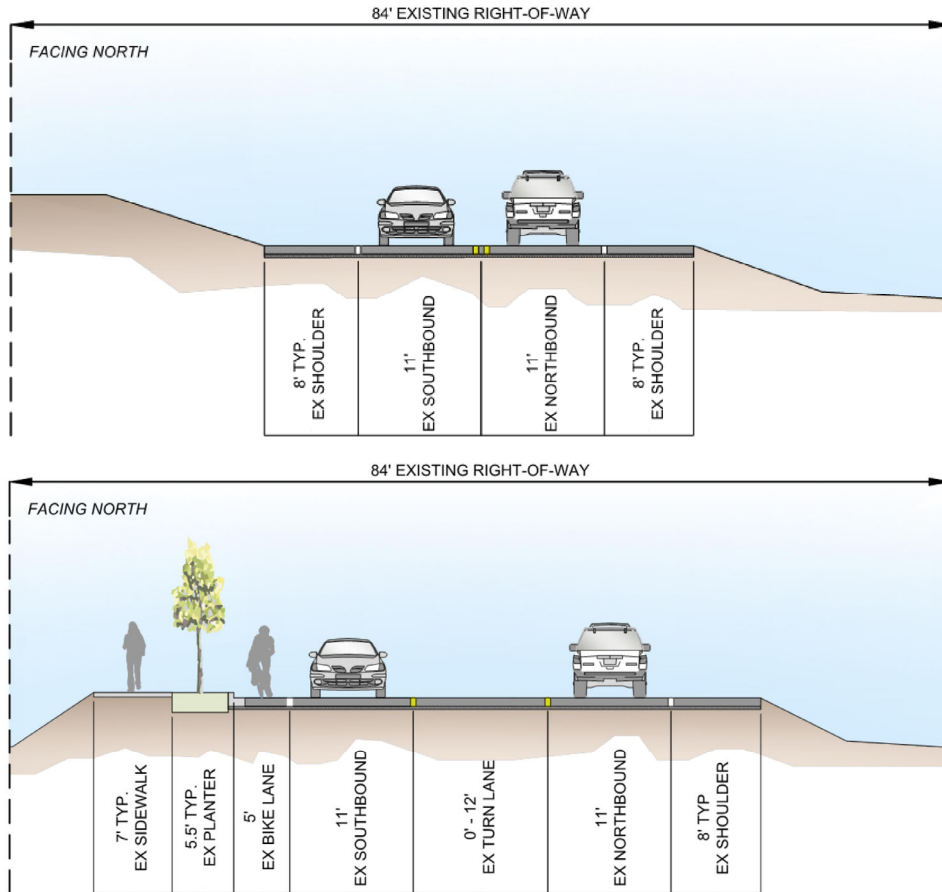 84' EXISTING RIGHT-OF-WAY
FACING NORTH
8' TYP.
EX SHOULDER
11'
EX SOUTHBOUND
11'
EX NORTHBOUND
8' TYP.
EX SHOULDER
84' EXISTING RIGHT-OF-WAY
FACING NORTH
7' TYP.
EX SIDEWALK
5.5' TYP.
EX PLANTER
5'
EX BIKE LANE
11'
EX SOUTHBOUND
0' - 12'
EX TURN LANE
11'
EX NORTHBOUND
8' TYP
EX SHOULDER